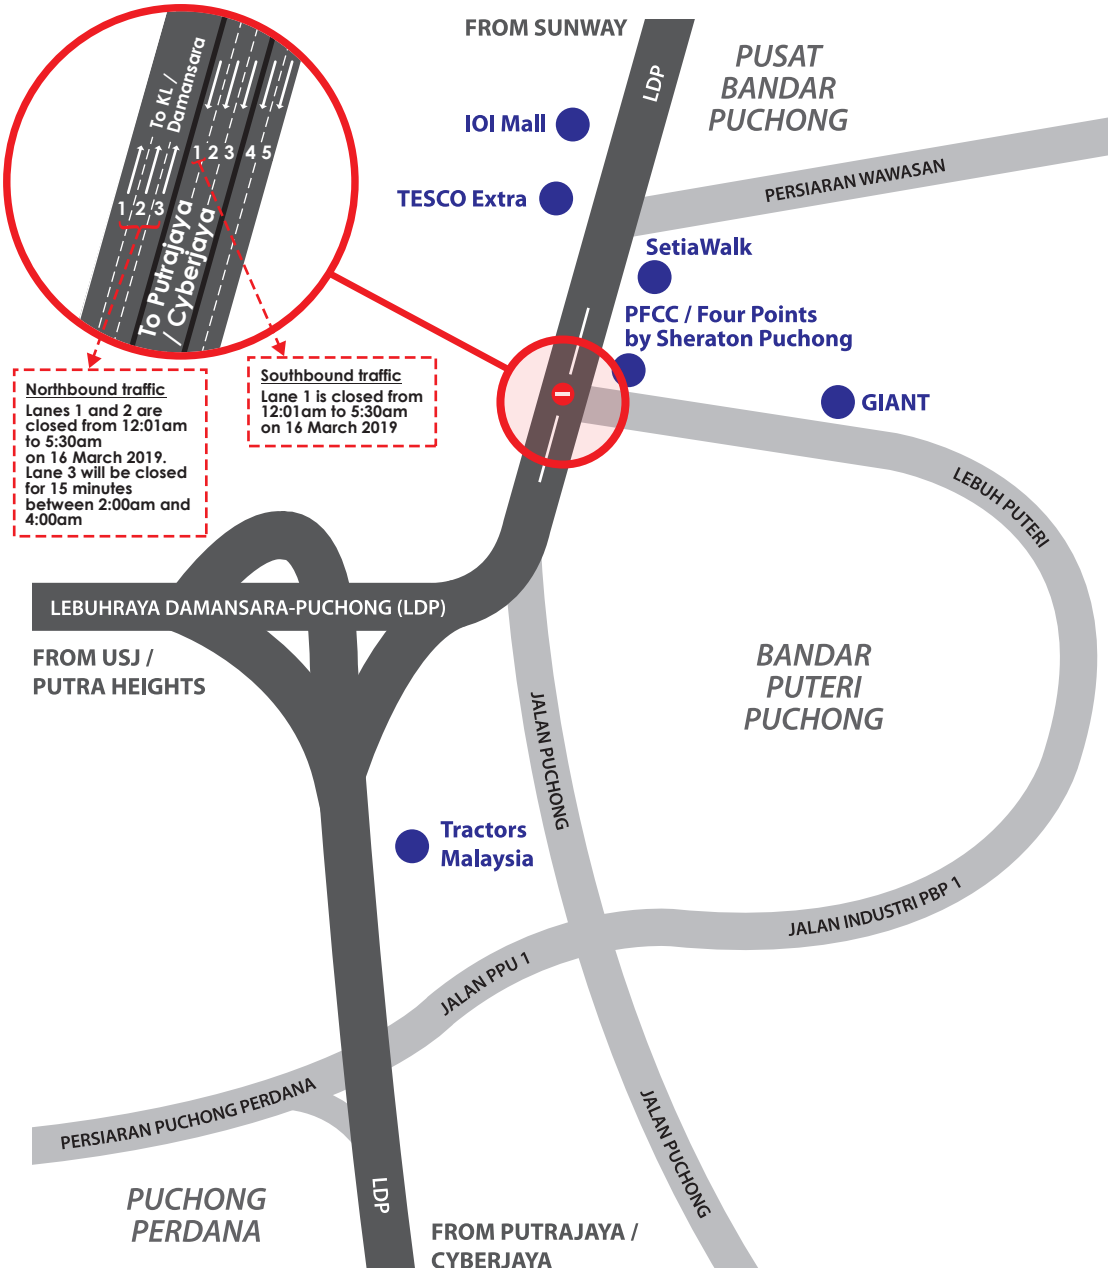 FROM SUNWAY
LDP
PUSAT
BANDAR
PUCHONG
To KL /
Damansara
1 2 3 4 5
1 2 3
To Putrajaya
/ Cyberjaya
IOI Mall
TESCO Extra
PERSIARAN WAWASAN
SetiaWalk
PFCC / Four Points
by Sheraton Puchong
GIANT
Northbound traffic
Lanes 1 and 2 are
closed from 12:01am
to 5:30am
on 16 March 2019.
Lane 3 will be closed
for 15 minutes
between 2:00am and
4:00am
Southbound traffic
Lane 1 is closed from
12:01am to 5:30am
on 16 March 2019
LEBUH PUTERI
LEBUHRAYA DAMANSARA-PUCHONG (LDP)
FROM USJ /
PUTRA HEIGHTS
BANDAR
PUTERI
PUCHONG
JALAN PUCHONG
Tractors
Malaysia
JALAN INDUSTRI PBP 1
JALAN PPU 1
PERSIARAN PUCHONG PERDANA
JALAN PUCHONG
PUCHONG
PERDANA
LDP
FROM PUTRAJAYA /
CYBERJAYA